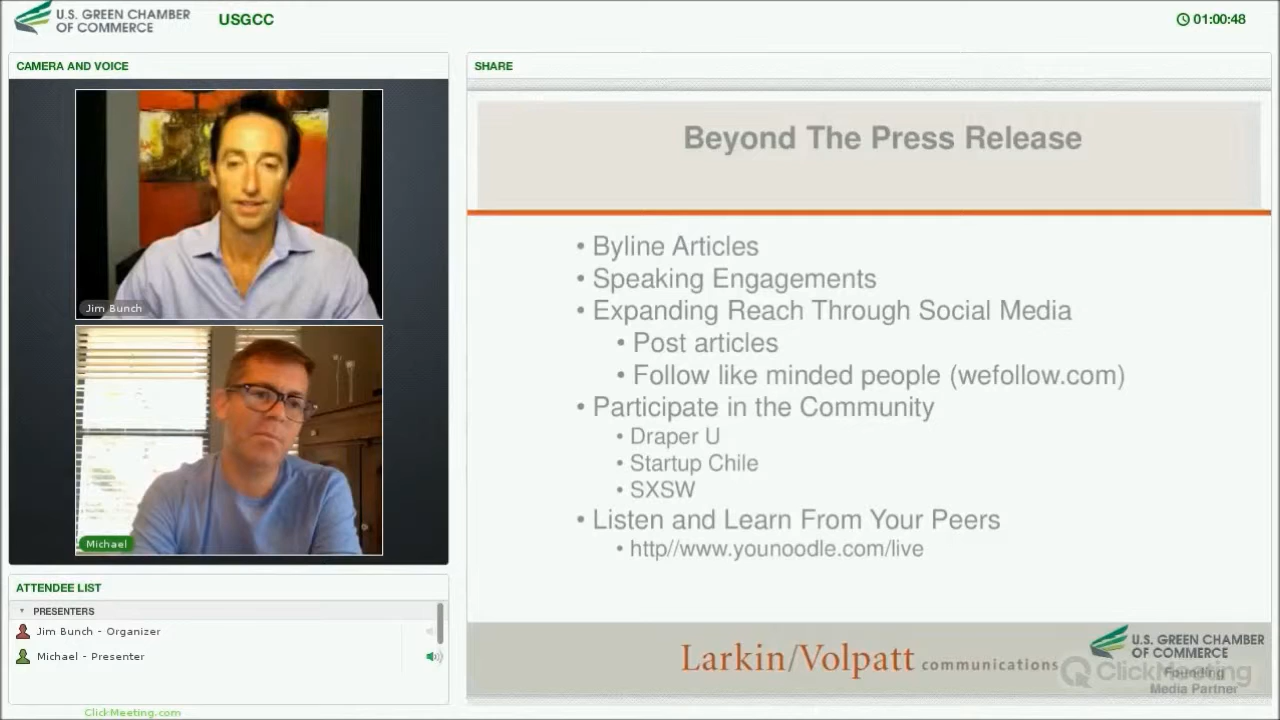 U.S. GREEN CHAMBER
OF COMMERCE
USGCC
01:00:48
CAMERA AND VOICE
Jim Bunch
Michael
ATTENDEE LIST
PRESENTERS
Jim Bunch - Organizer
Michael - Presenter
ClickMeeting.com
SHARE
Beyond The Press Release
• Byline Articles
• Speaking Engagements
• Expanding Reach Through Social Media
• Post articles
• Follow like minded people (wefollow.com)
• Participate in the Community
• Draper U
• Startup Chile
• SXSW
• Listen and Learn From Your Peers
• http//www.younoodle.com/live
Larkin/Volpatt communications
U.S. GREEN CHAMBER
OF COMMERCE
ClickMeeting
Founding
Media Partner